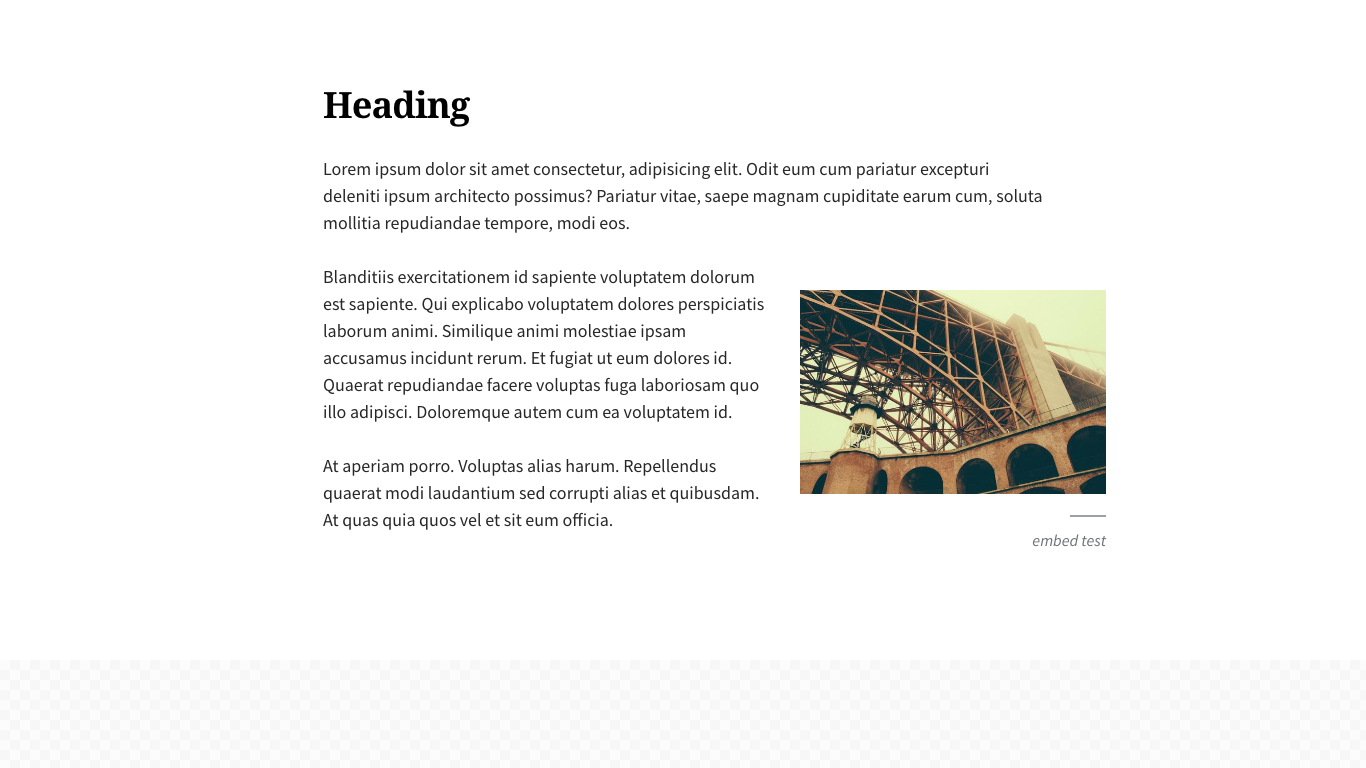 Heading
Lorem ipsum dolor sit amet consectetur, adipisicing elit. Odit eum cum pariatur excepturi
deleniti ipsum architecto possimus? Pariatur vitae, saepe magnam cupiditate earum cum, soluta
mollitia repudiandae tempore, modi eos.
Blanditiis exercitationem id sapiente voluptatem dolorum
est sapiente. Qui explicabo voluptatem dolores perspiciatis
laborum animi. Similique animi molestiae ipsam
accusamus incidunt rerum. Et fugiat ut eum dolores id.
Quaerat repudiandae facere voluptas fuga laboriosam quo
illo adipisci. Doloremque autem cum ea voluptatem id.
At aperiam porro. Voluptas alias harum. Repellendus
quaerat modi laudantium sed corrupti alias et quibusdam.
At quas quia quos vel et sit eum officia.
embed test